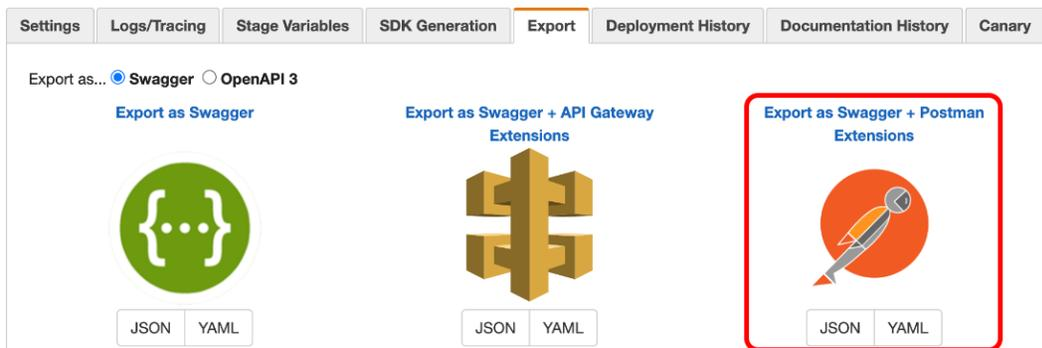 Settings Logs/Tracing Stage Variables SDK Generation Export Deployment History Documentation History Canary
Export as... Swagger OpenAPI 3
Export as Swagger
Export as Swagger + API Gateway
Extensions
Export as Swagger + Postman
Extensions
{...}
JSON YAML
JSON YAML
JSON YAML